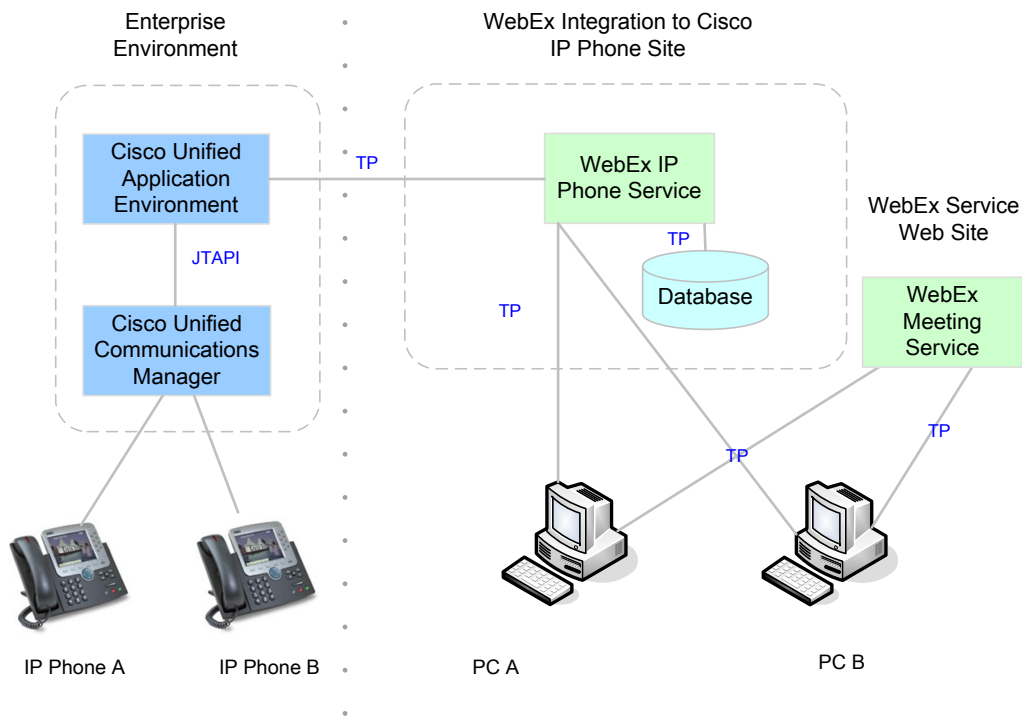 Enterprise
Environment
WebEx Integration to Cisco
IP Phone Site
Cisco Unified
Application
Environment
TP
WebEx IP
Phone Service
WebEx Service
Web Site
TP
JTAPI
Database
TP
WebEx
Meeting
Service
Cisco Unified
Communications
Manager
TP
TP
IP Phone A
IP Phone B
PC A
PC B